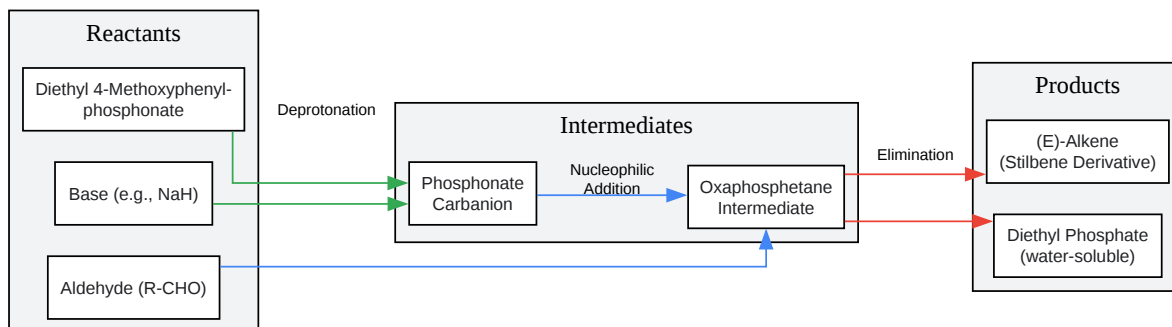 Reactants
Diethyl 4-Methoxyphenyl-
phosphonate
Base (e.g., NaH)
Aldehyde (R-CHO)
Deprotonation
Intermediates
Phosphonate
Carbanion
Nucleophilic
Addition
Oxaphosphetane
Intermediate
Elimination
Products
(E)-Alkene
(Stilbene Derivative)
Diethyl Phosphate
(water-soluble)